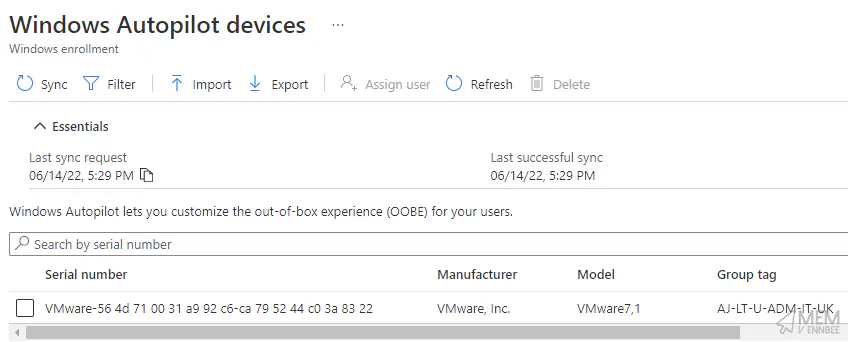 Windows Autopilot devices ...
Windows enrollment
Sync Filter Import Export Assign user Refresh Delete
Essentials
Last sync request Last successful sync
06/14/22, 5:29 PM 06/14/22, 5:29 PM
Windows Autopilot lets you customize the out-of-box experience (OOBE) for your users.
Search by serial number
Serial number Manufacturer Model Group tag
VMware-56 4d 71 00 31 a9 92 c6-ca 79 52 44 c0 3a 83 22 VMware, Inc. VMware7,1 AJ-LT-U-ADM-IT-UK
MEM
V ENNBEE